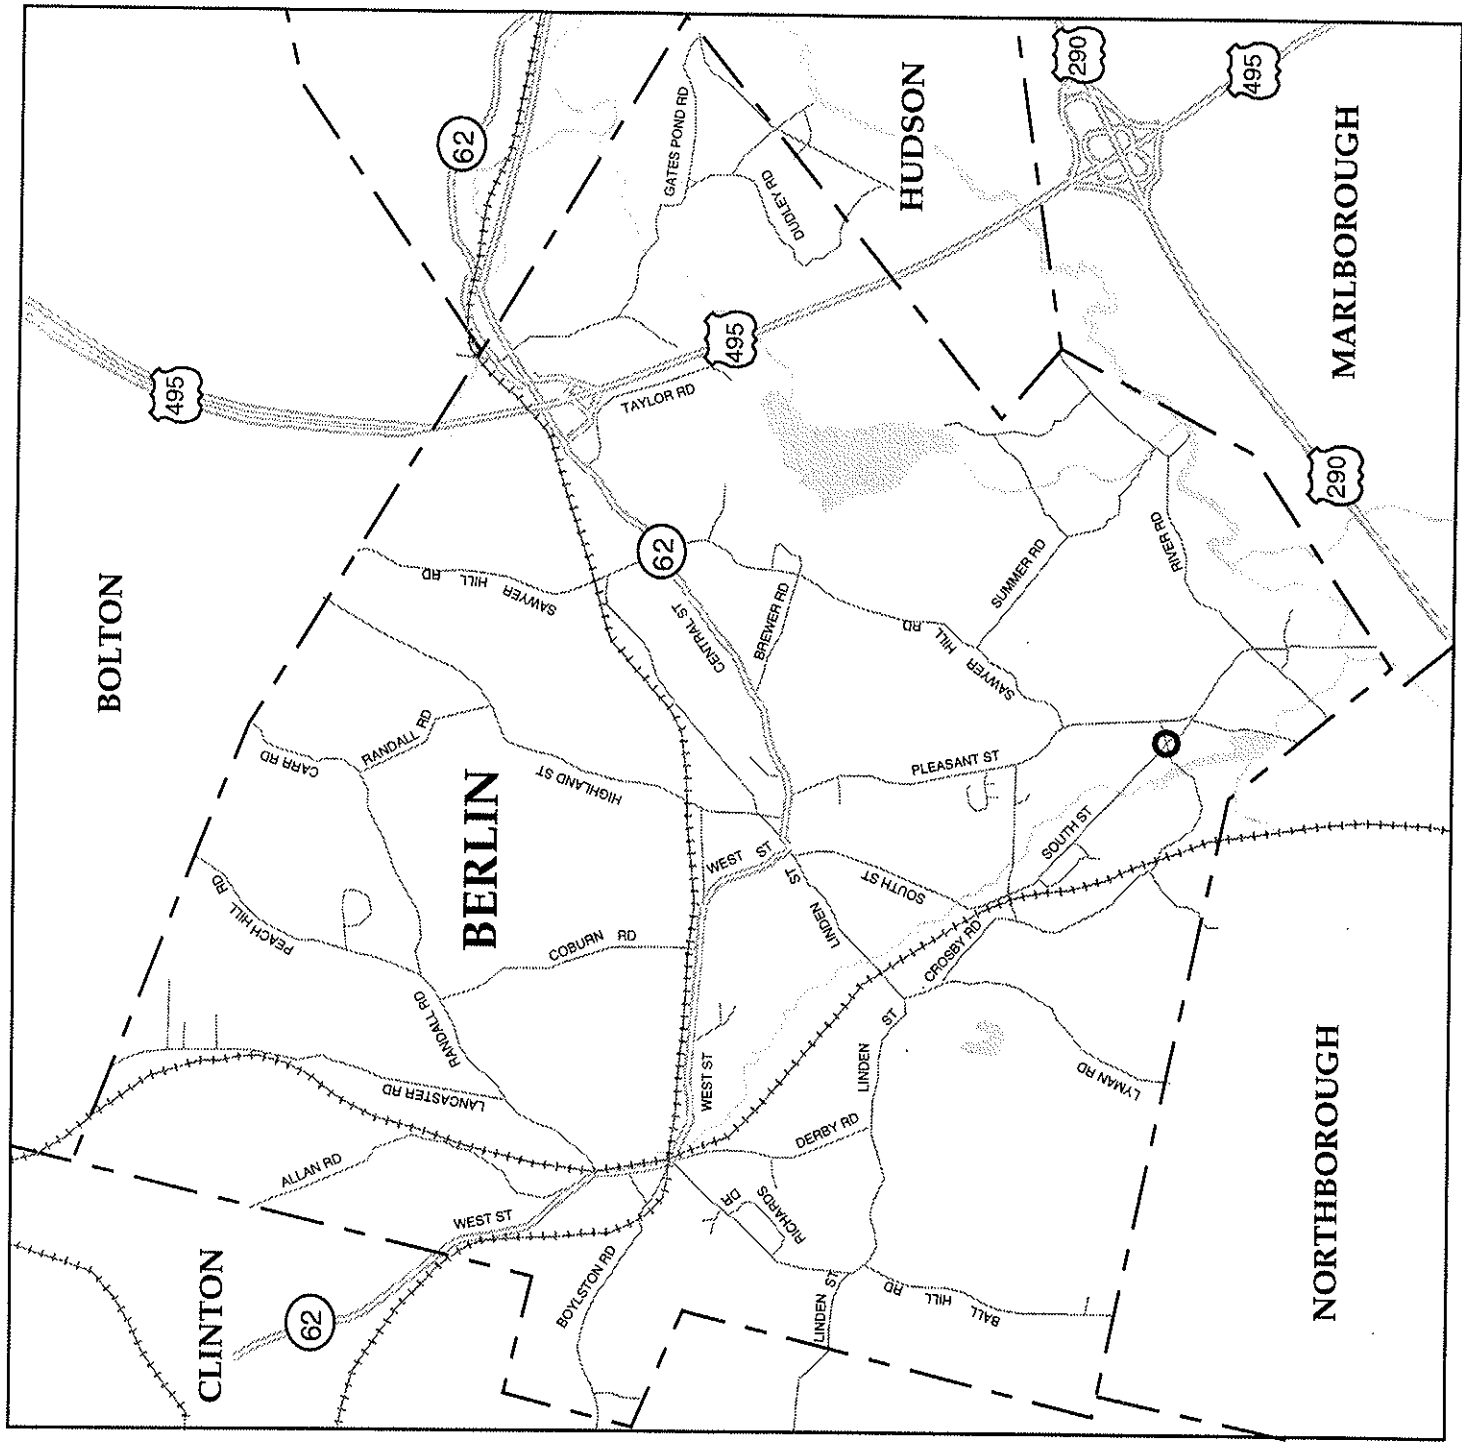 BOLTON
495
CLINTON
PEACH HILL RD
CARR RD
62
ALLAN RD
RANDALL RD
LANCASTER RD
RANDALL RD
62
BERLIN
WEST ST
SAWYER HILL RD
HIGHLAND ST
BOYLSTON RD
COBURN RD
TAYLOR RD
62
GATES POND RD
CENTRAL ST
WEST ST
495
WEST ST
RICHARDS DR
BREWER RD
DUDLEY RD
LINDEN ST
LINDEN ST
DERBY RD
LINDEN ST
SOUTH ST
HUDSON
BALL HILL RD
CROSBY RD
PLEASANT ST
SAWYER HILL RD
SUMMER RD
SOUTH ST
290
LYMAN RD
RIVER RD
495
NORTHBOROUGH
290
MARLBOROUGH